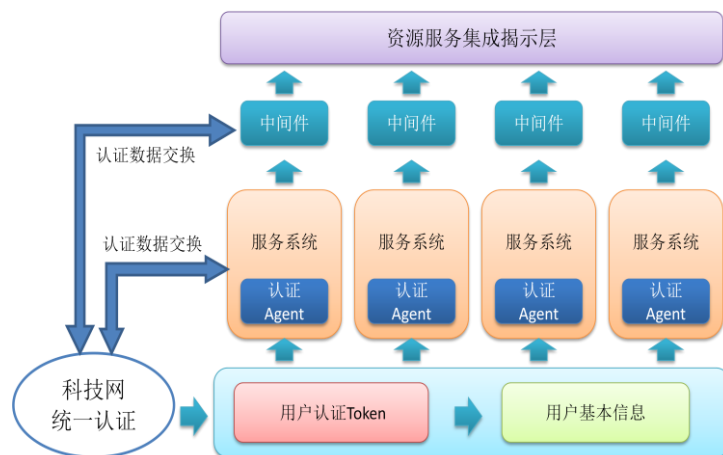 资源服务集成揭示层
中间件 中间件 中间件 中间件
认证数据交换
认证数据交换
服务系统 服务系统 服务系统 服务系统
认证 认证 认证 认证
Agent Agent Agent Agent
科技网
统一认证
用户认证Token 用户基本信息